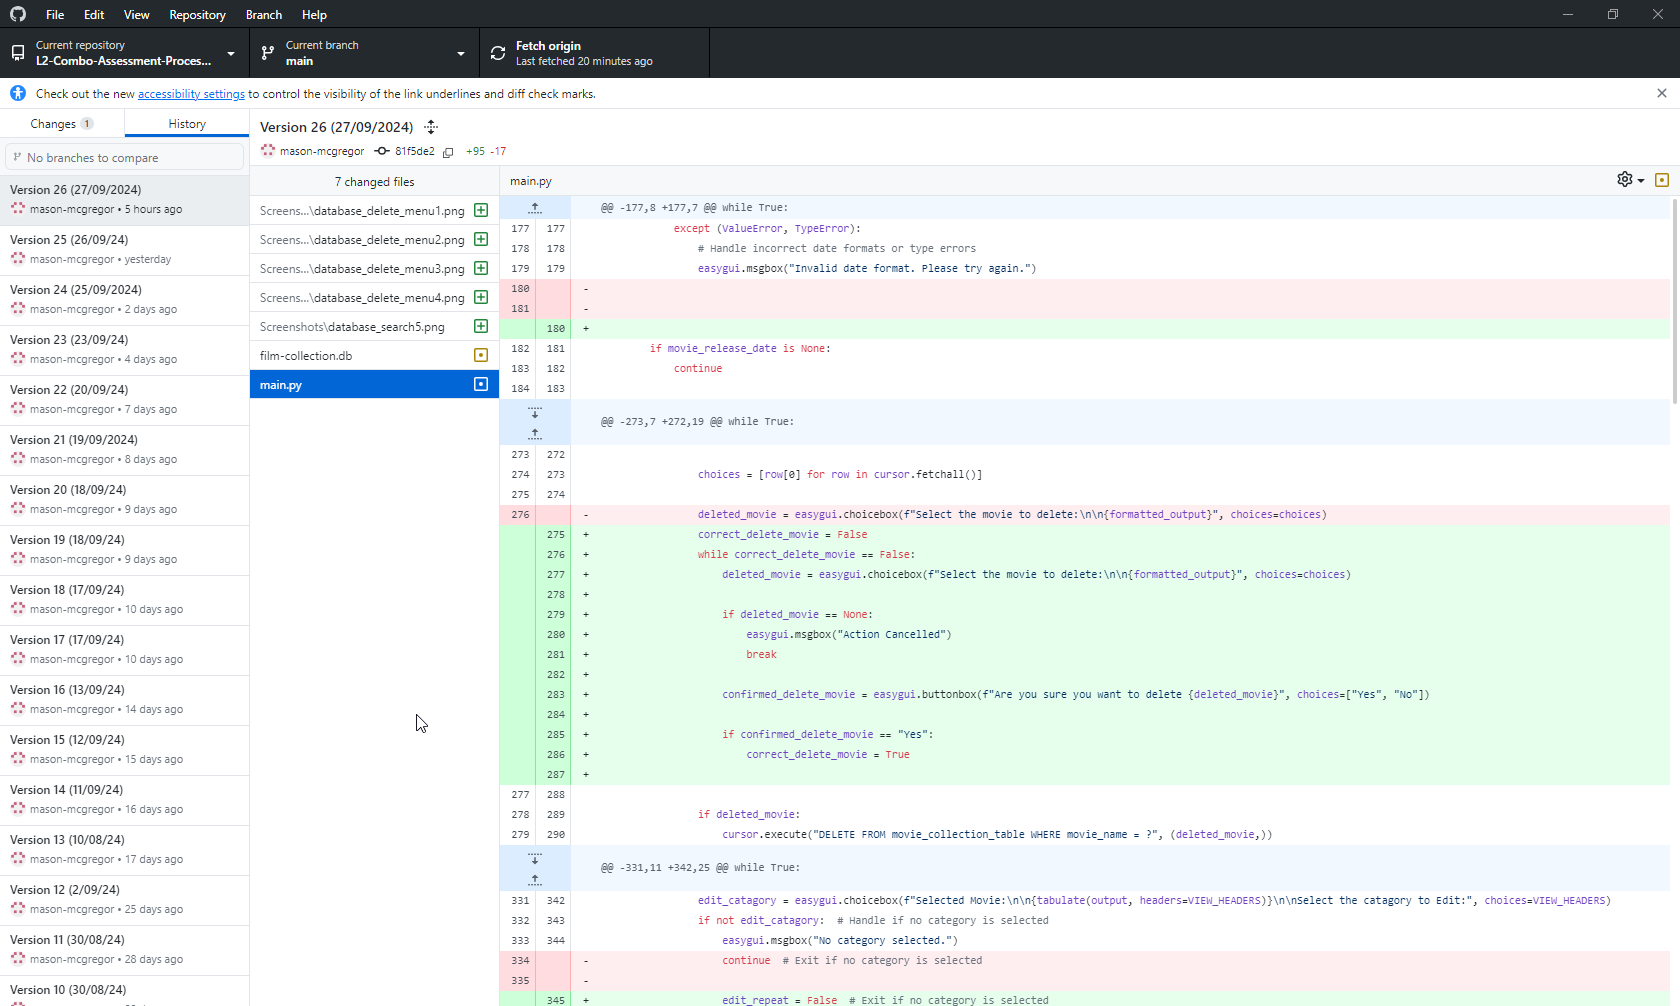 File Edit View Repository Branch Help
Current repository
L2-Combo-Assessment-Proces...
Current branch
main
Fetch origin
Last fetched 20 minutes ago
Check out the new accessibility settings to control the visibility of the link underlines and diff check marks.
Changes 1
History
No branches to compare
Version 26 (27/09/2024)
mason-mcgregor • 5 hours ago
Version 25 (26/09/24)
mason-mcgregor • yesterday
Version 24 (25/09/2024)
mason-mcgregor • 2 days ago
Version 23 (23/09/24)
mason-mcgregor • 4 days ago
Version 22 (20/09/24)
mason-mcgregor • 7 days ago
Version 21 (19/09/2024)
mason-mcgregor • 8 days ago
Version 20 (18/09/24)
mason-mcgregor • 9 days ago
Version 19 (18/09/24)
mason-mcgregor • 9 days ago
Version 18 (17/09/24)
mason-mcgregor • 10 days ago
Version 17 (17/09/24)
mason-mcgregor • 10 days ago
Version 16 (13/09/24)
mason-mcgregor • 14 days ago
Version 15 (12/09/24)
mason-mcgregor • 15 days ago
Version 14 (11/09/24)
mason-mcgregor • 16 days ago
Version 13 (10/08/24)
mason-mcgregor • 17 days ago
Version 12 (2/09/24)
mason-mcgregor • 25 days ago
Version 11 (30/08/24)
mason-mcgregor • 28 days ago
Version 10 (30/08/24)
Version 26 (27/09/2024)
mason-mcgregor 81f5de2 +95 -17
7 changed files
Screens...\database_delete_menu1.png
Screens...\database_delete_menu2.png
Screens...\database_delete_menu3.png
Screens...\database_delete_menu4.png
Screenshots\database_search5.png
film-collection.db
main.py
main.py
@@ -177,8 +177,7 @@ while True:
177 177 except (ValueError, TypeError):
178 178 # Handle incorrect date formats or type errors
179 179 easygui.msgbox("Invalid date format. Please try again.")
180 -
181 -
180 +
182 181 if movie_release_date is None:
183 182 continue
184 183
@@ -273,7 +272,19 @@ while True:
273 272
274 273 choices = [row[0] for row in cursor.fetchall()]
275 274
276 - deleted_movie = easygui.choicebox(f"Select the movie to delete:\n\n{formatted_output}", choices=choices)
275 + correct_delete_movie = False
276 + while correct_delete_movie == False:
277 + deleted_movie = easygui.choicebox(f"Select the movie to delete:\n\n{formatted_output}", choices=choices)
278 +
279 + if deleted_movie == None:
280 + easygui.msgbox("Action Cancelled")
281 + break
282 +
283 + confirmed_delete_movie = easygui.buttonbox(f"Are you sure you want to delete {deleted_movie}", choices=["Yes", "No"])
284 +
285 + if confirmed_delete_movie == "Yes":
286 + correct_delete_movie = True
287 +
277 288
278 289 if deleted_movie:
279 290 cursor.execute("DELETE FROM movie_collection_table WHERE movie_name = ?", (deleted_movie,))
@@ -331,11 +342,25 @@ while True:
331 342 edit_catagory = easygui.choicebox(f"Selected Movie:\n\n{tabulate(output, headers=VIEW_HEADERS)}\n\nSelect the catagory to Edit:", choices=VIEW_HEADERS)
332 343 if not edit_catagory: # Handle if no category is selected
333 344 easygui.msgbox("No category selected.")
334 - continue # Exit if no category is selected
335 -
345 + edit_repeat = False # Exit if no category is selected